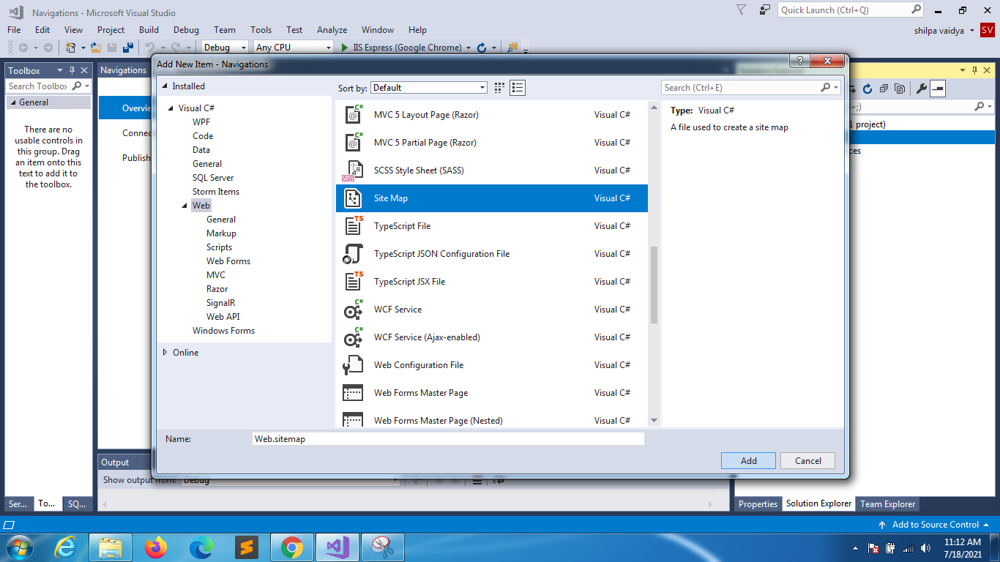 Navigations - Microsoft Visual Studio
Quick Launch (Ctrl+Q)
File Edit View Project Build Debug Team Tools Test Analyze Window Help
shilpa vaidya SV
Debug Any CPU IIS Express (Google Chrome)
Toolbox
Search Toolbox
General
There are no
usable controls in
this group. Drag
an item onto this
text to add it to
the toolbox.
Ser... To... SQ...
Navigations
Overvie
Connec
Publish
Add New Item - Navigations
Installed
Visual C#
WPF
Code
Data
General
SQL Server
Storm Items
Web
General
Markup
Scripts
Web Forms
MVC
Razor
SignalR
Web API
Windows Forms
Online
Sort by: Default
Search (Ctrl+E)
MVC 5 Layout Page (Razor) Visual C#
MVC 5 Partial Page (Razor) Visual C#
SCSS Style Sheet (SASS) Visual C#
Site Map Visual C#
TypeScript File Visual C#
TypeScript JSON Configuration File Visual C#
TypeScript JSX File Visual C#
WCF Service Visual C#
WCF Service (Ajax-enabled) Visual C#
Web Configuration File Visual C#
Web Forms Master Page Visual C#
Web Forms Master Page (Nested) Visual C#
Type: Visual C#
A file used to create a site map
Name: Web.sitemap
Add Cancel
Solution Explorer
+;)
1 project)
ces
Output
Show output from: Debug
Properties Solution Explorer Team Explorer
Add to Source Control
11:12 AM
7/18/2021